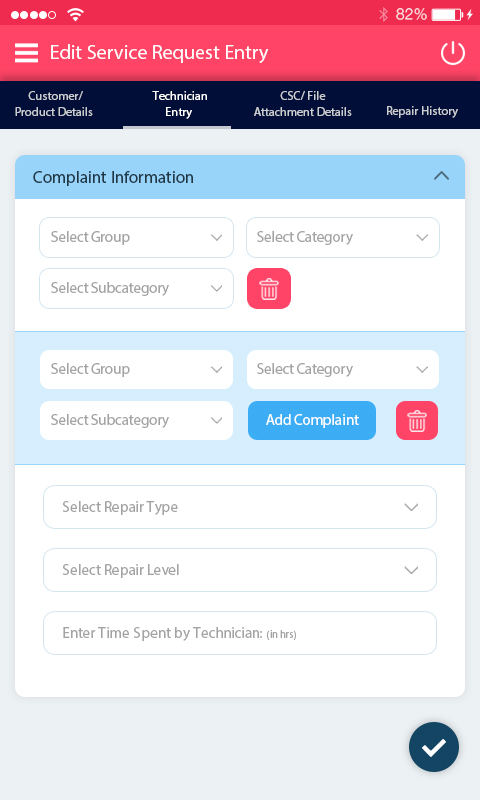 82%
Edit Service Request Entry
Customer/
Product Details
Technician
Entry
CSC/ File
Attachment Details
Repair History
Complaint Information
Select Group
Select Category
Select Subcategory
Select Group
Select Category
Select Subcategory
Add Complaint
Select Repair Type
Select Repair Level
Enter Time Spent by Technician: (in hrs)